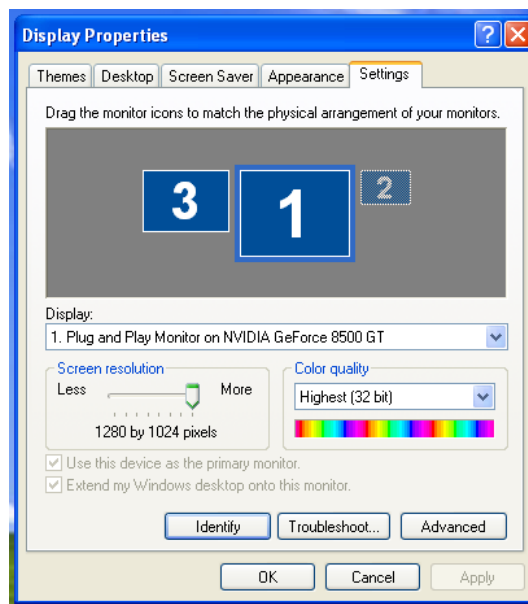 Display Properties
Themes Desktop Screen Saver Appearance Settings
Drag the monitor icons to match the physical arrangement of your monitors.
3 1 2
Display:
1. Plug and Play Monitor on NVIDIA GeForce 8500 GT
Screen resolution Color quality
Less More Highest (32 bit)
1280 by 1024 pixels
Use this device as the primary monitor.
Extend my Windows desktop onto this monitor.
Identify Troubleshoot... Advanced
OK Cancel Apply